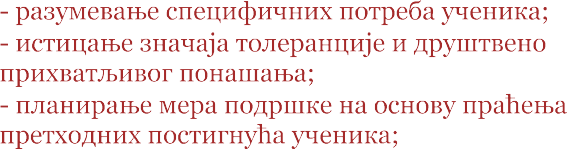 - разумевање специфичних потреба ученика;
- истицање значаја толеранције и друштвено
прихватљивог понашања;
- планирање мера подршке на основу праћења
претходних постигнућа ученика;